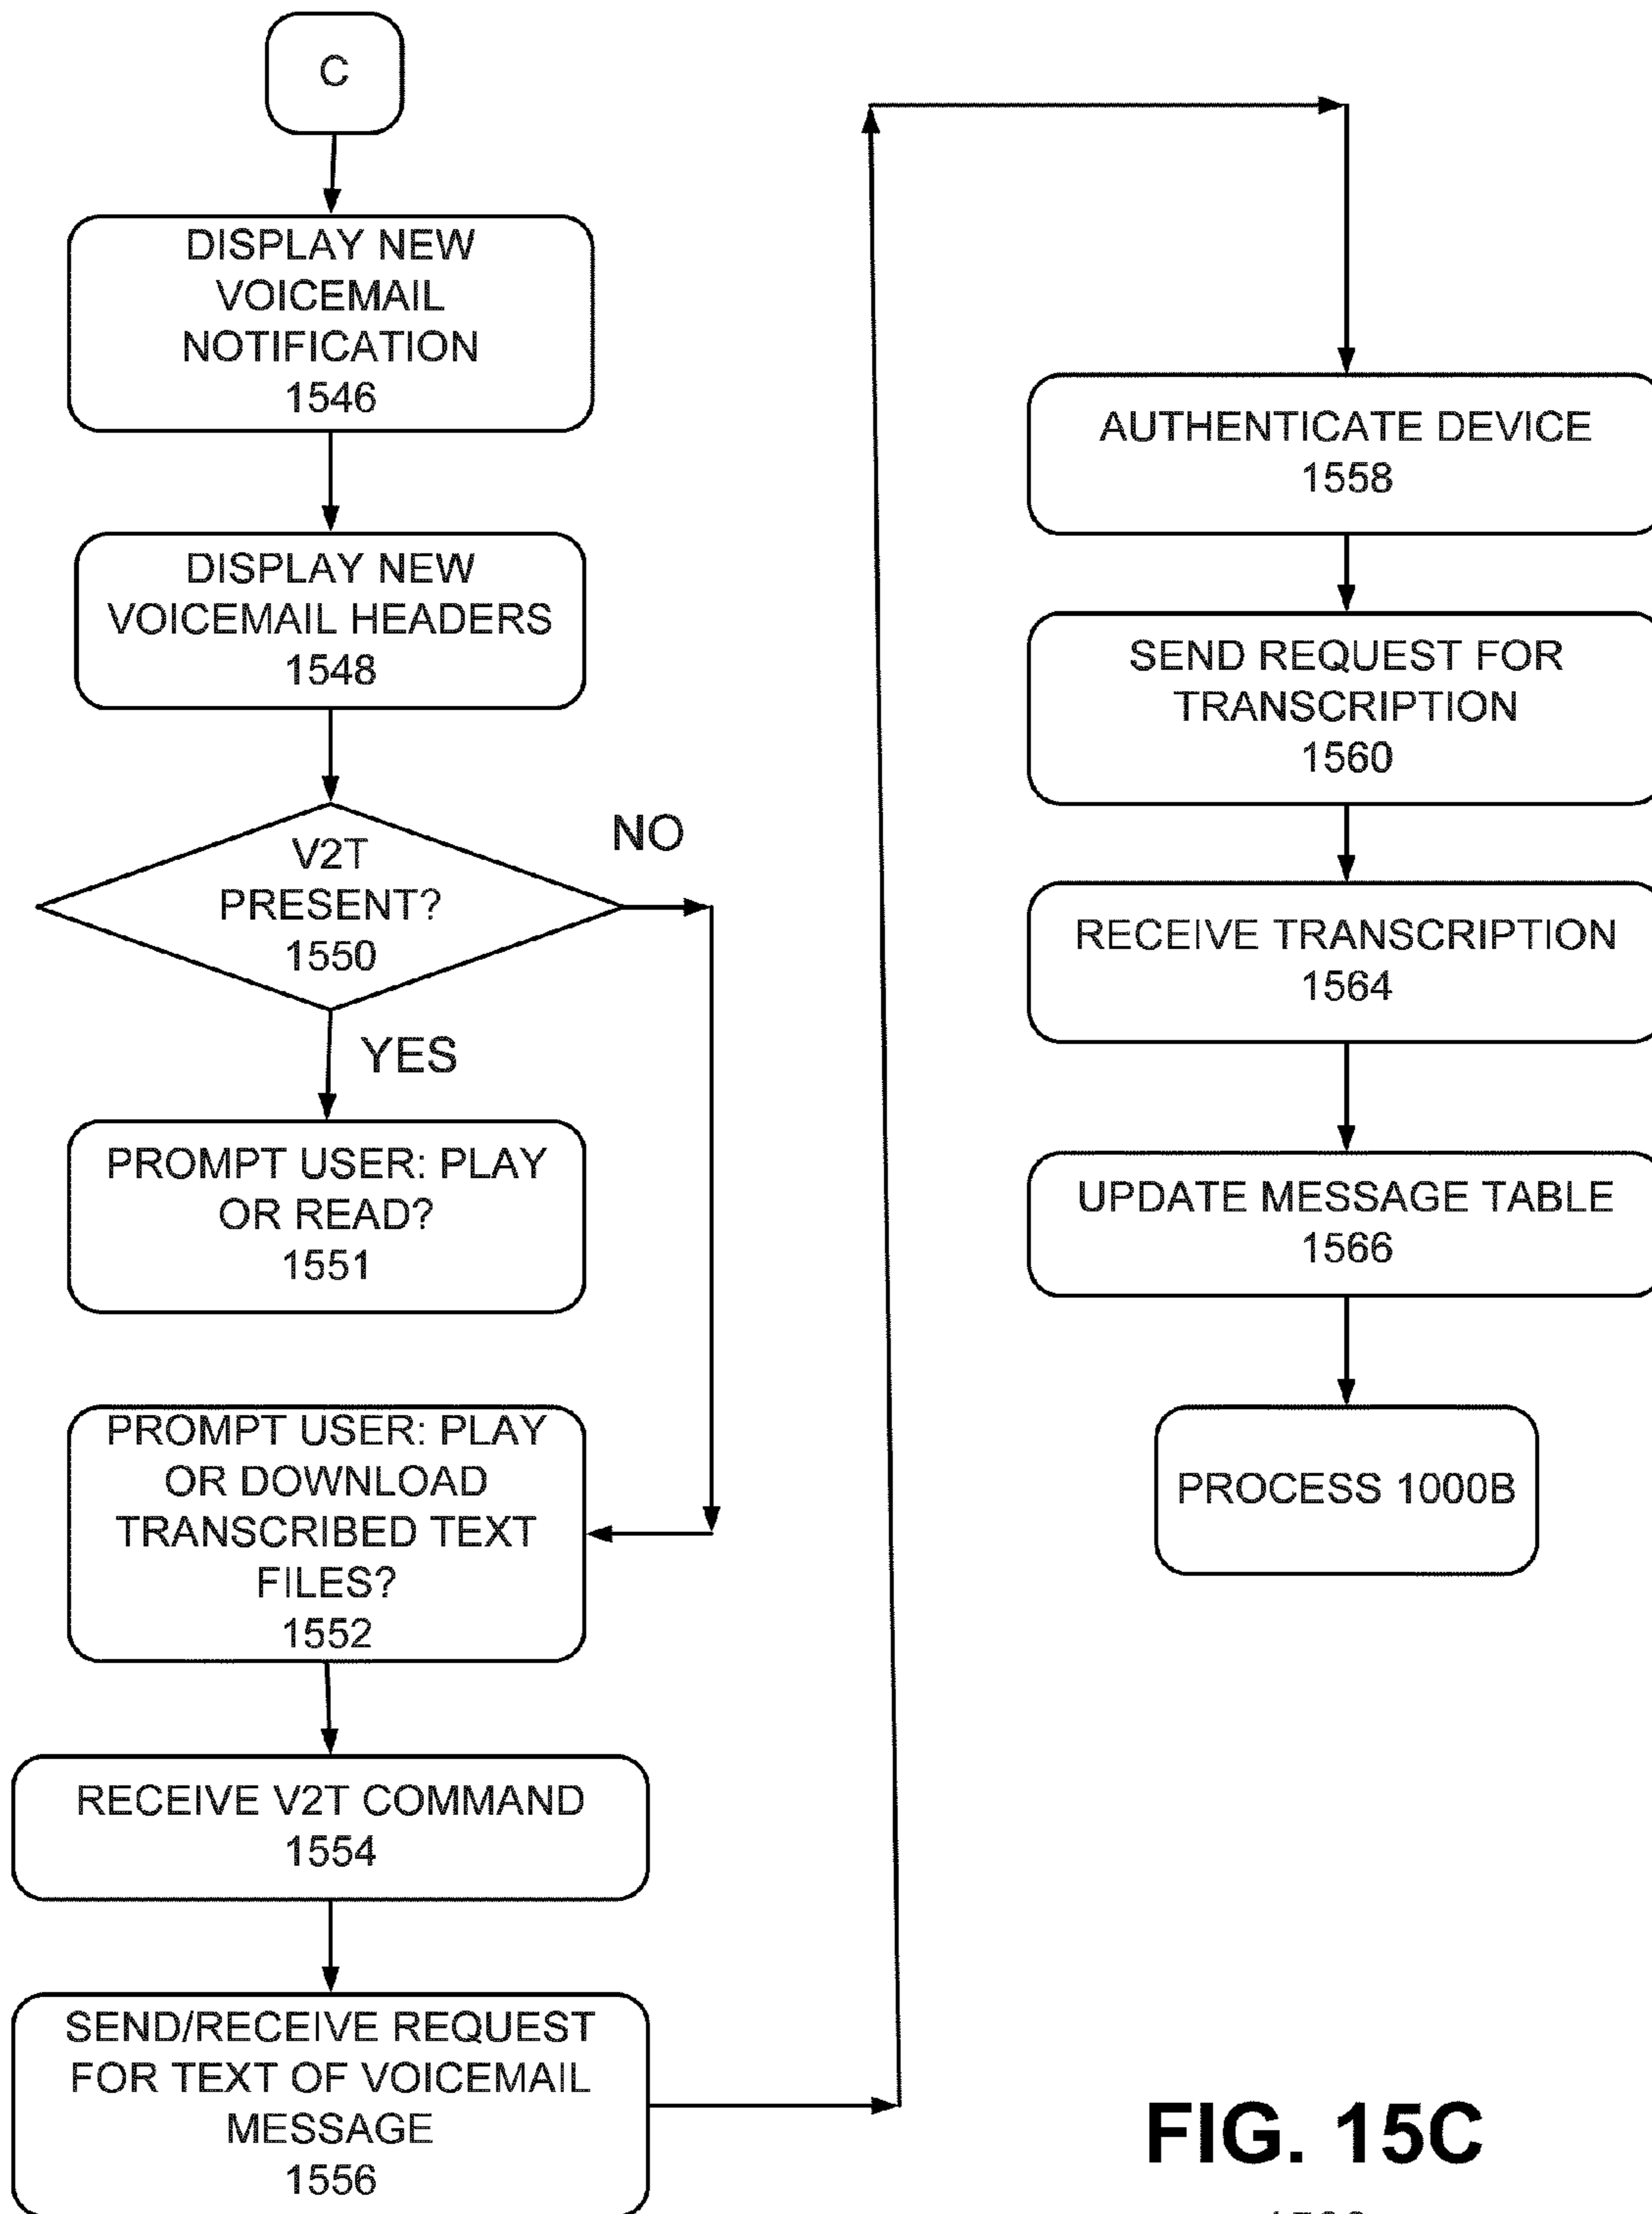 C
DISPLAY NEW
VOICEMAIL
NOTIFICATION
1546
DISPLAY NEW
VOICEMAIL HEADERS
1548
V2T
PRESENT?
1550
NO
YES
PROMPT USER: PLAY
OR READ?
1551
PROMPT USER: PLAY
OR DOWNLOAD
TRANSCRIBED TEXT
FILES?
1552
RECEIVE V2T COMMAND
1554
SEND/RECEIVE REQUEST
FOR TEXT OF VOICEMAIL
MESSAGE
1556
AUTHENTICATE DEVICE
1558
SEND REQUEST FOR
TRANSCRIPTION
1560
RECEIVE TRANSCRIPTION
1564
UPDATE MESSAGE TABLE
1566
PROCESS 1000B
FIG. 15C